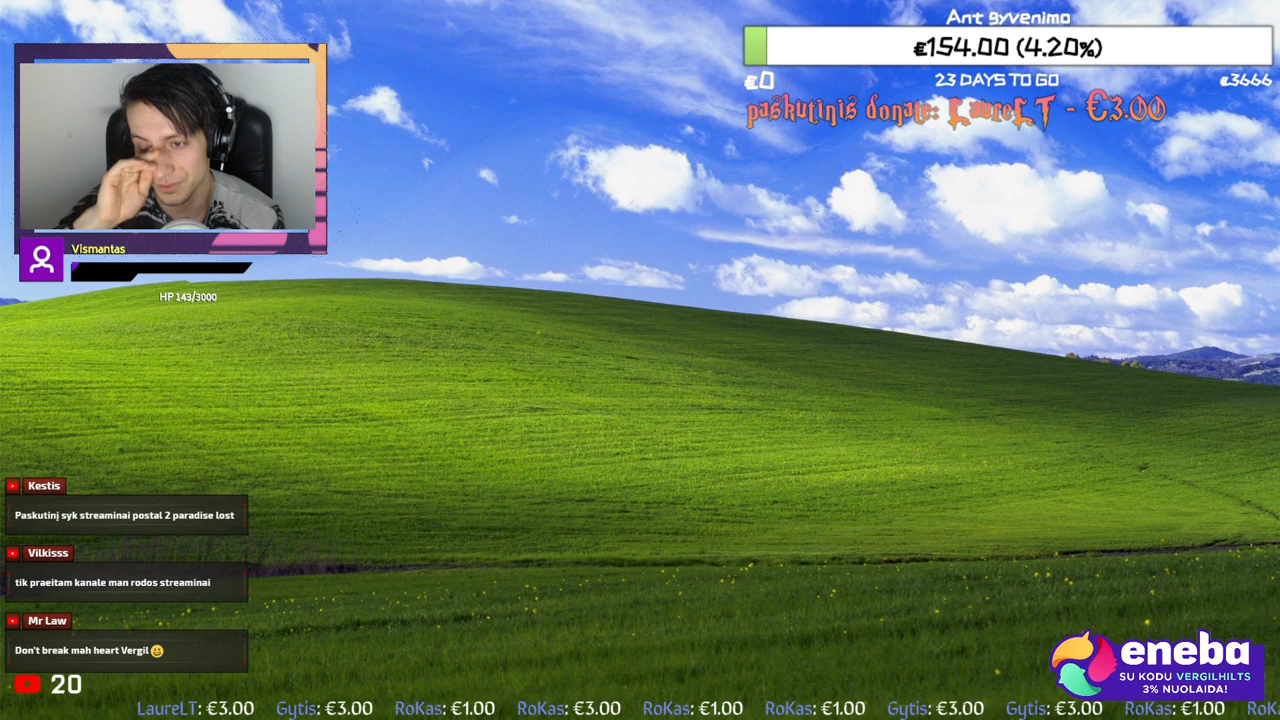 Ant gyvenimo
€154.00 (4.20%)
€0
23 DAYS TO GO
€3666
paskutinis donate: LaureLT - €3.00
Vismantas
HP 143/3000
Kestis
Paskutinį syk streaminai postal 2 paradise lost
Vilkisss
tik praeitam kanale man rodos streaminai
Mr Law
Don't break mah heart Vergil 😀
20
eneba
SU KODU VERGILHILTS
3% NUOLAIDA!
LaureLT: €3.00 Gytis: €3.00 RoKas: €1.00 RoKas: €3.00 RoKas: €1.00 RoKas: €1.00 Gytis: €3.00 Gytis: €3.00 RoKas: €1.00 RoK